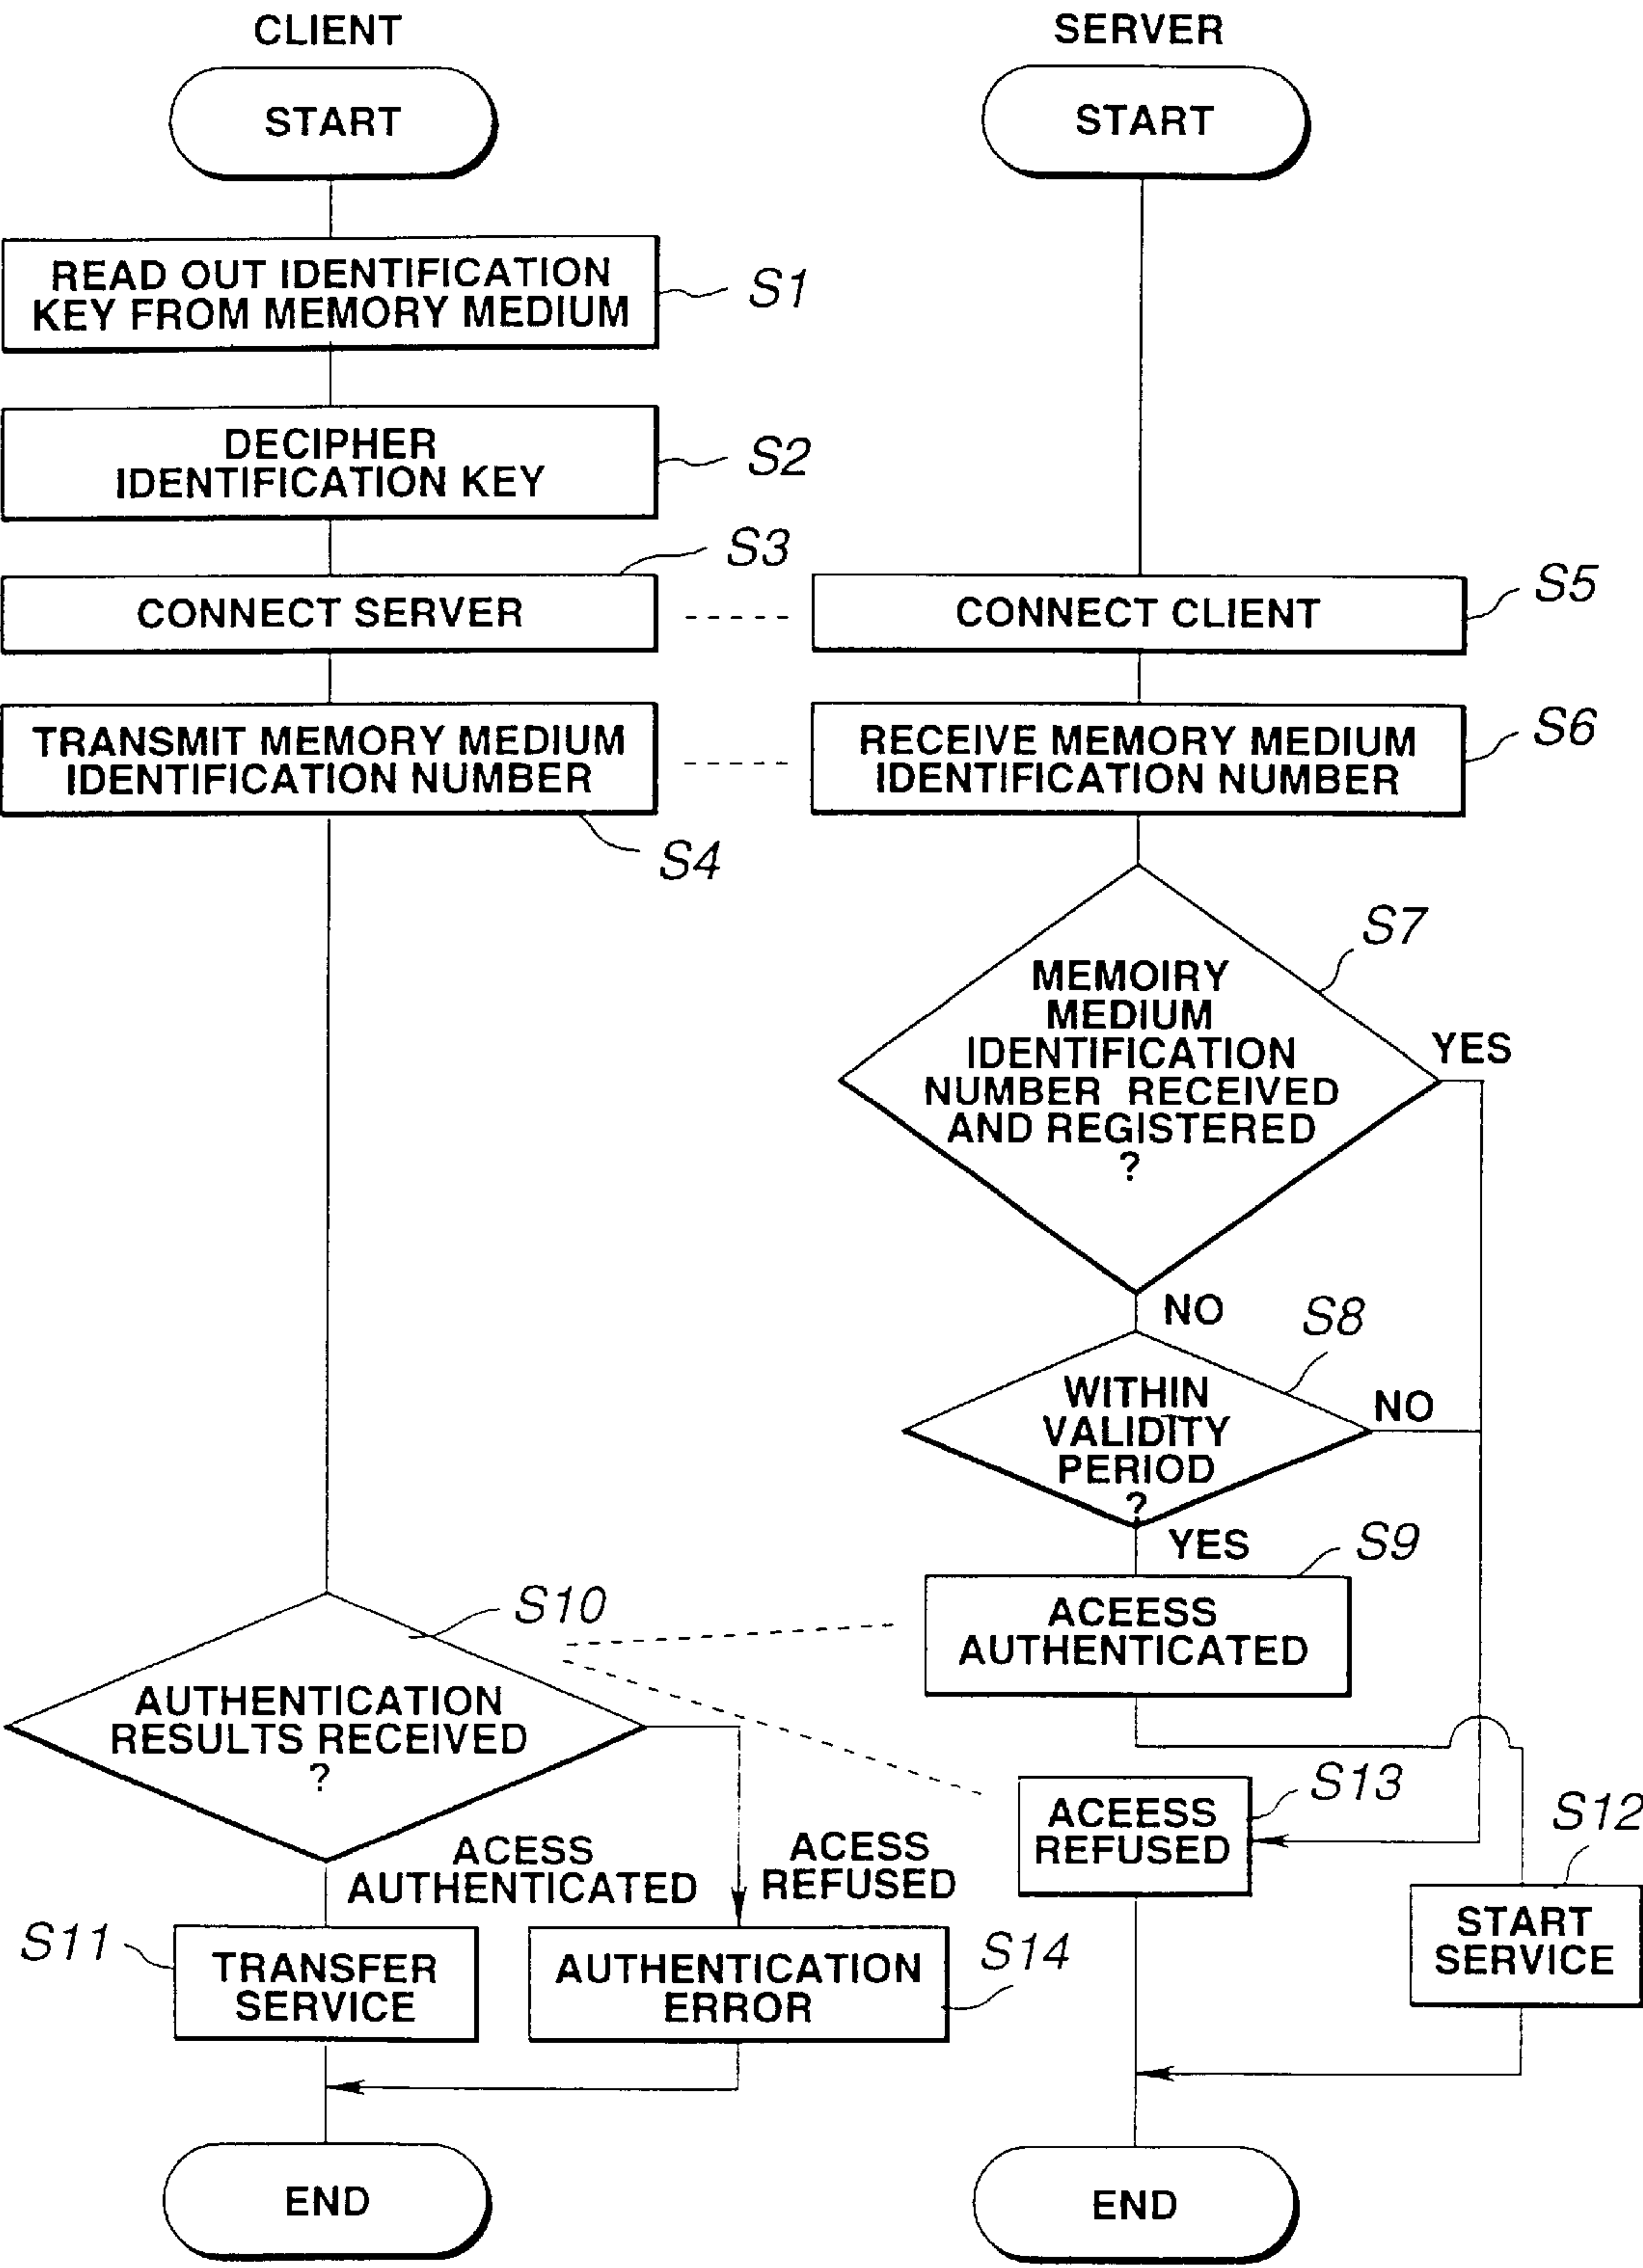 CLIENT
START
READ OUT IDENTIFICATION
KEY FROM MEMORY MEDIUM
S1
DECIPHER
IDENTIFICATION KEY
S2
S3
CONNECT SERVER
TRANSMIT MEMORY MEDIUM
IDENTIFICATION NUMBER
S4
SERVER
START
CONNECT CLIENT
S5
RECEIVE MEMORY MEDIUM
IDENTIFICATION NUMBER
S6
S7
MEMOIRY
MEDIUM
IDENTIFICATION
NUMBER RECEIVED
AND REGISTERED
?
YES
NO
S8
WITHIN
VALIDITY
PERIOD
?
NO
YES
S9
ACEESS
AUTHENTICATED
S10
AUTHENTICATION
RESULTS RECEIVED
?
ACESS
AUTHENTICATED
ACESS
REFUSED
S11
TRANSFER
SERVICE
AUTHENTICATION
ERROR
S14
ACEESS
REFUSED
S13
S12
START
SERVICE
END
END